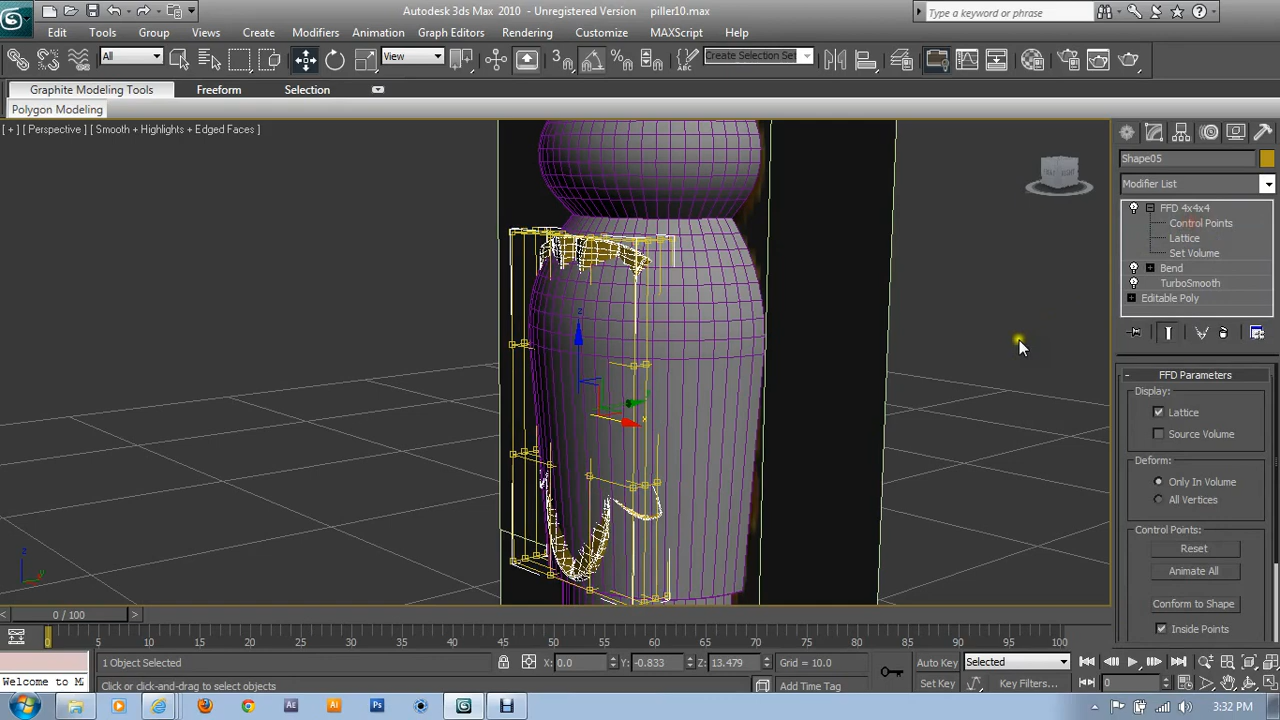 Autodesk 3ds Max 2010 - Unregistered Version piller10.max
Type a keyword or phrase
Edit Tools Group Views Create Modifiers Animation Graph Editors Rendering Customize MAXScript Help
All View Create Selection Set
Graphite Modeling Tools Freeform Selection
Polygon Modeling
[ + ] [ Perspective ] [ Smooth + Highlights + Edged Faces ]
Shape05
Modifier List
FFD 4x4x4
Control Points
Lattice
Set Volume
Bend
TurboSmooth
Editable Poly
z
x
z
FFD Parameters
Display:
Lattice
Source Volume
Deform:
Only In Volume
All Vertices
Control Points:
Reset
Animate All
Conform to Shape
Inside Points
0 / 100
0 5 10 15 20 25 30 35 40 45 50 55 60 65 70 75 80 85 90 95 100
1 Object Selected X: 0.0 Y: -0.833 Z: 13.479 Grid = 10.0 Auto Key Selected
Welcome to M Click or click-and-drag to select objects Add Time Tag Set Key Key Filters... 0
3:32 PM